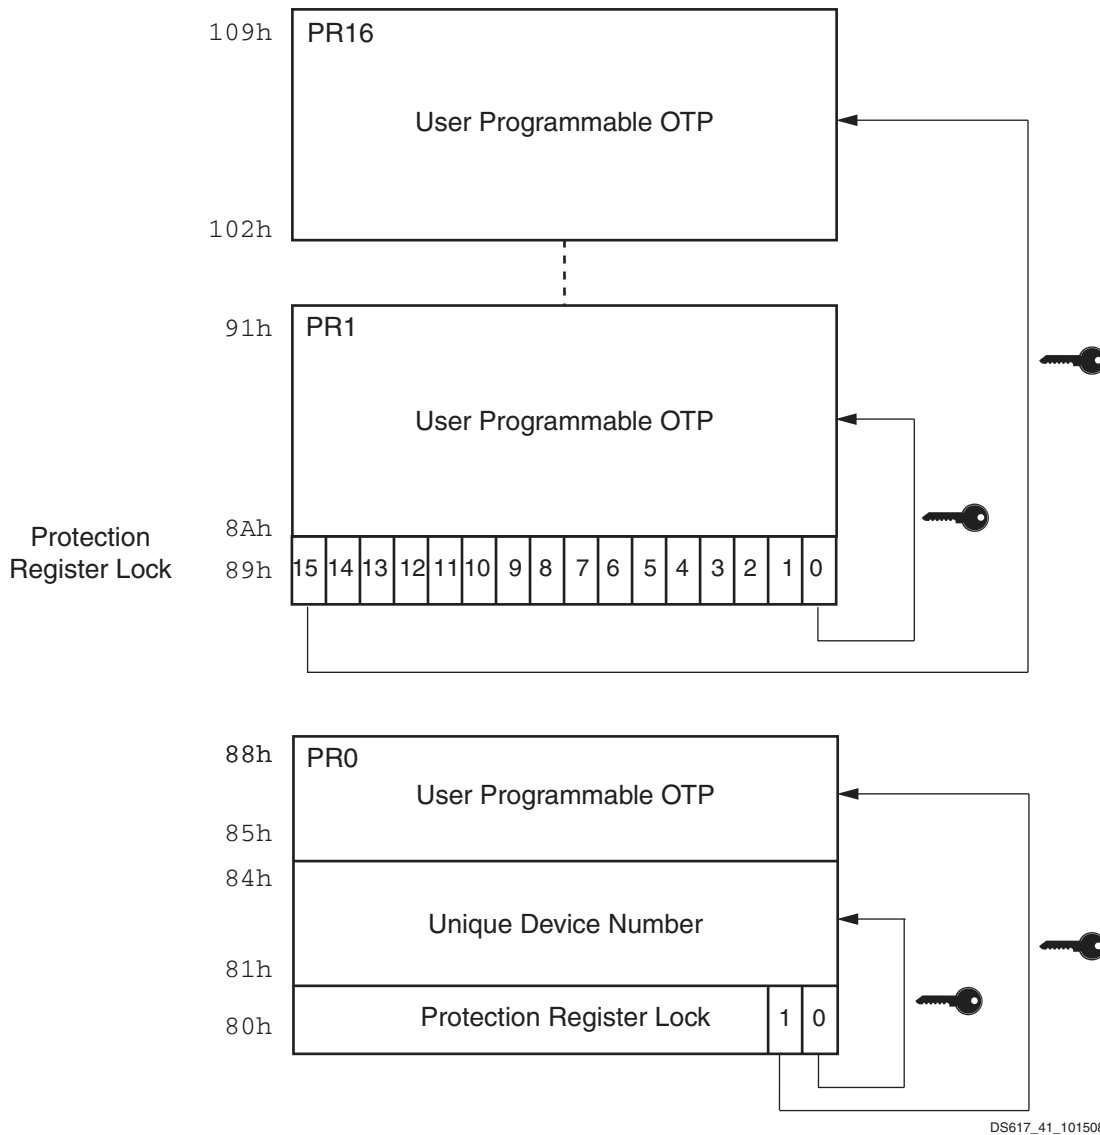 109h PR16
User Programmable OTP
102h
91h PR1
User Programmable OTP
8Ah
Protection
Register Lock
89h 15 14 13 12 11 10 9 8 7 6 5 4 3 2 1 0
88h PR0
User Programmable OTP
85h
84h
Unique Device Number
81h
80h Protection Register Lock 1 0
DS617_41_101508